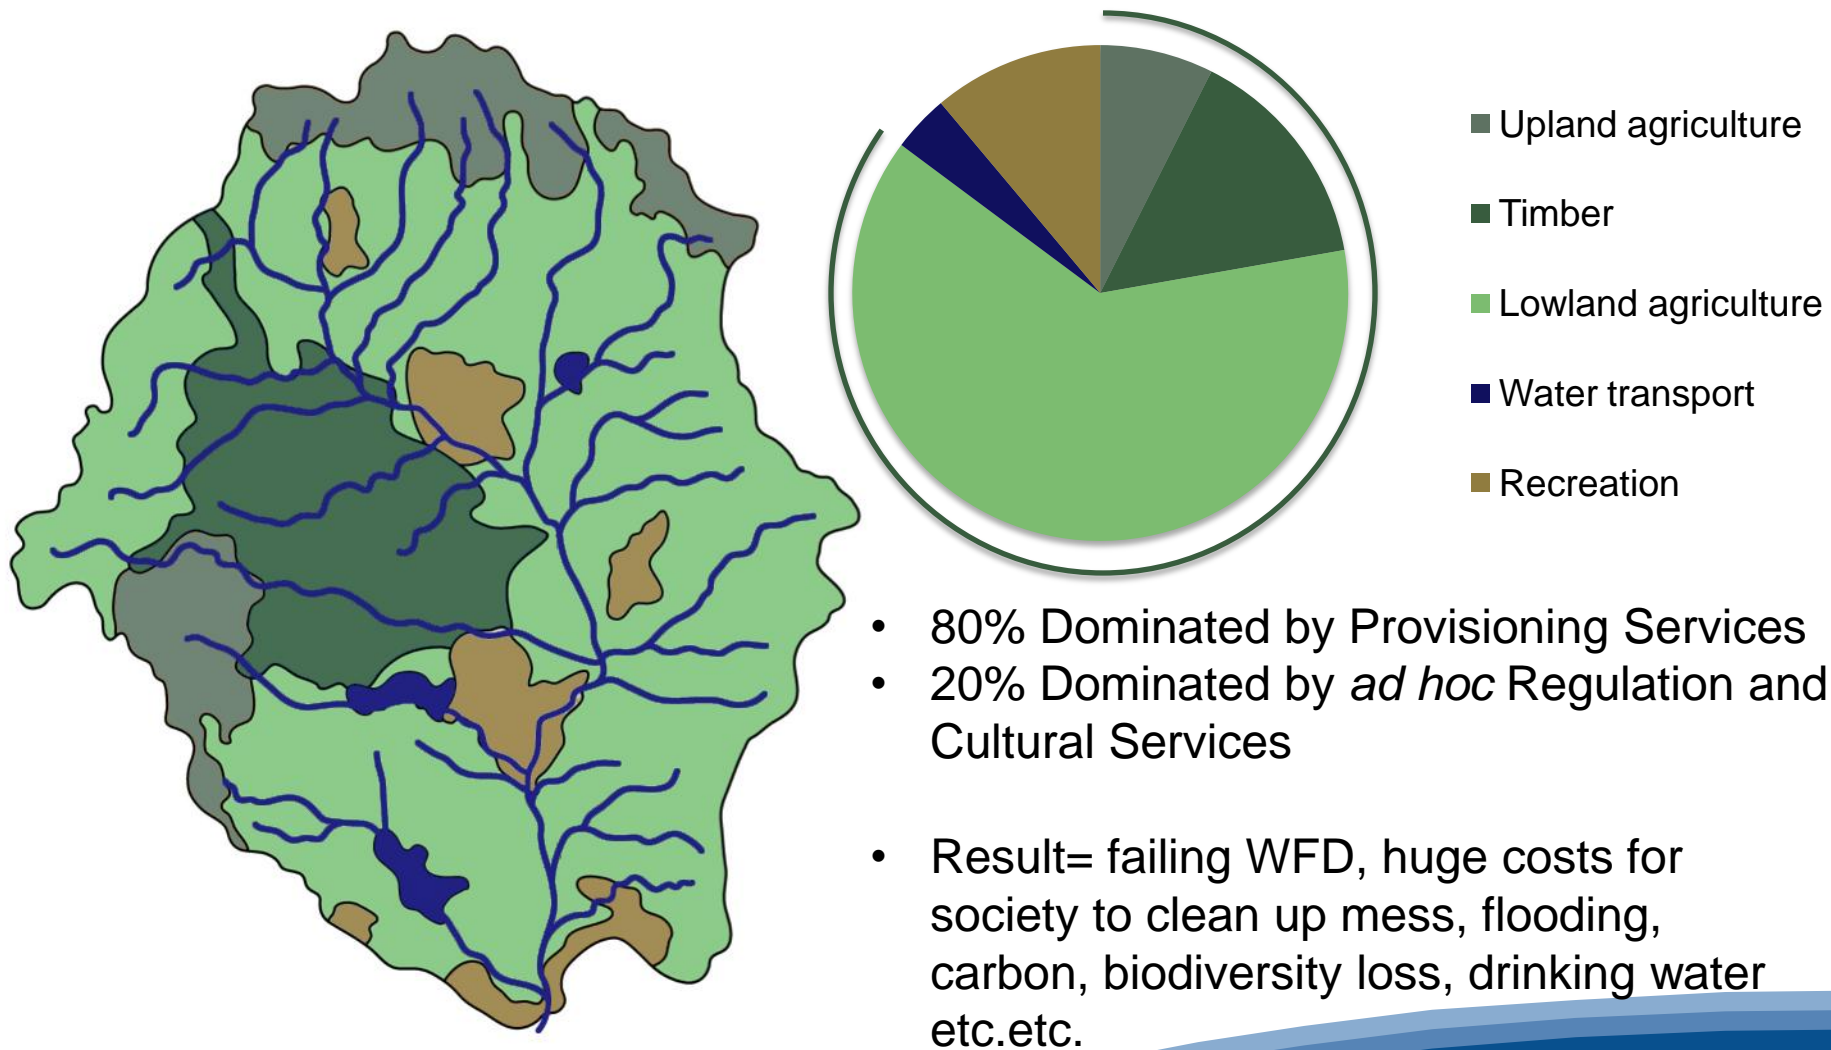 Upland agriculture
Timber
Lowland agriculture
Water transport
Recreation
• 80% Dominated by Provisioning Services
• 20% Dominated by ad hoc Regulation and
Cultural Services
• Result= failing WFD, huge costs for
society to clean up mess, flooding,
carbon, biodiversity loss, drinking water
etc.etc.